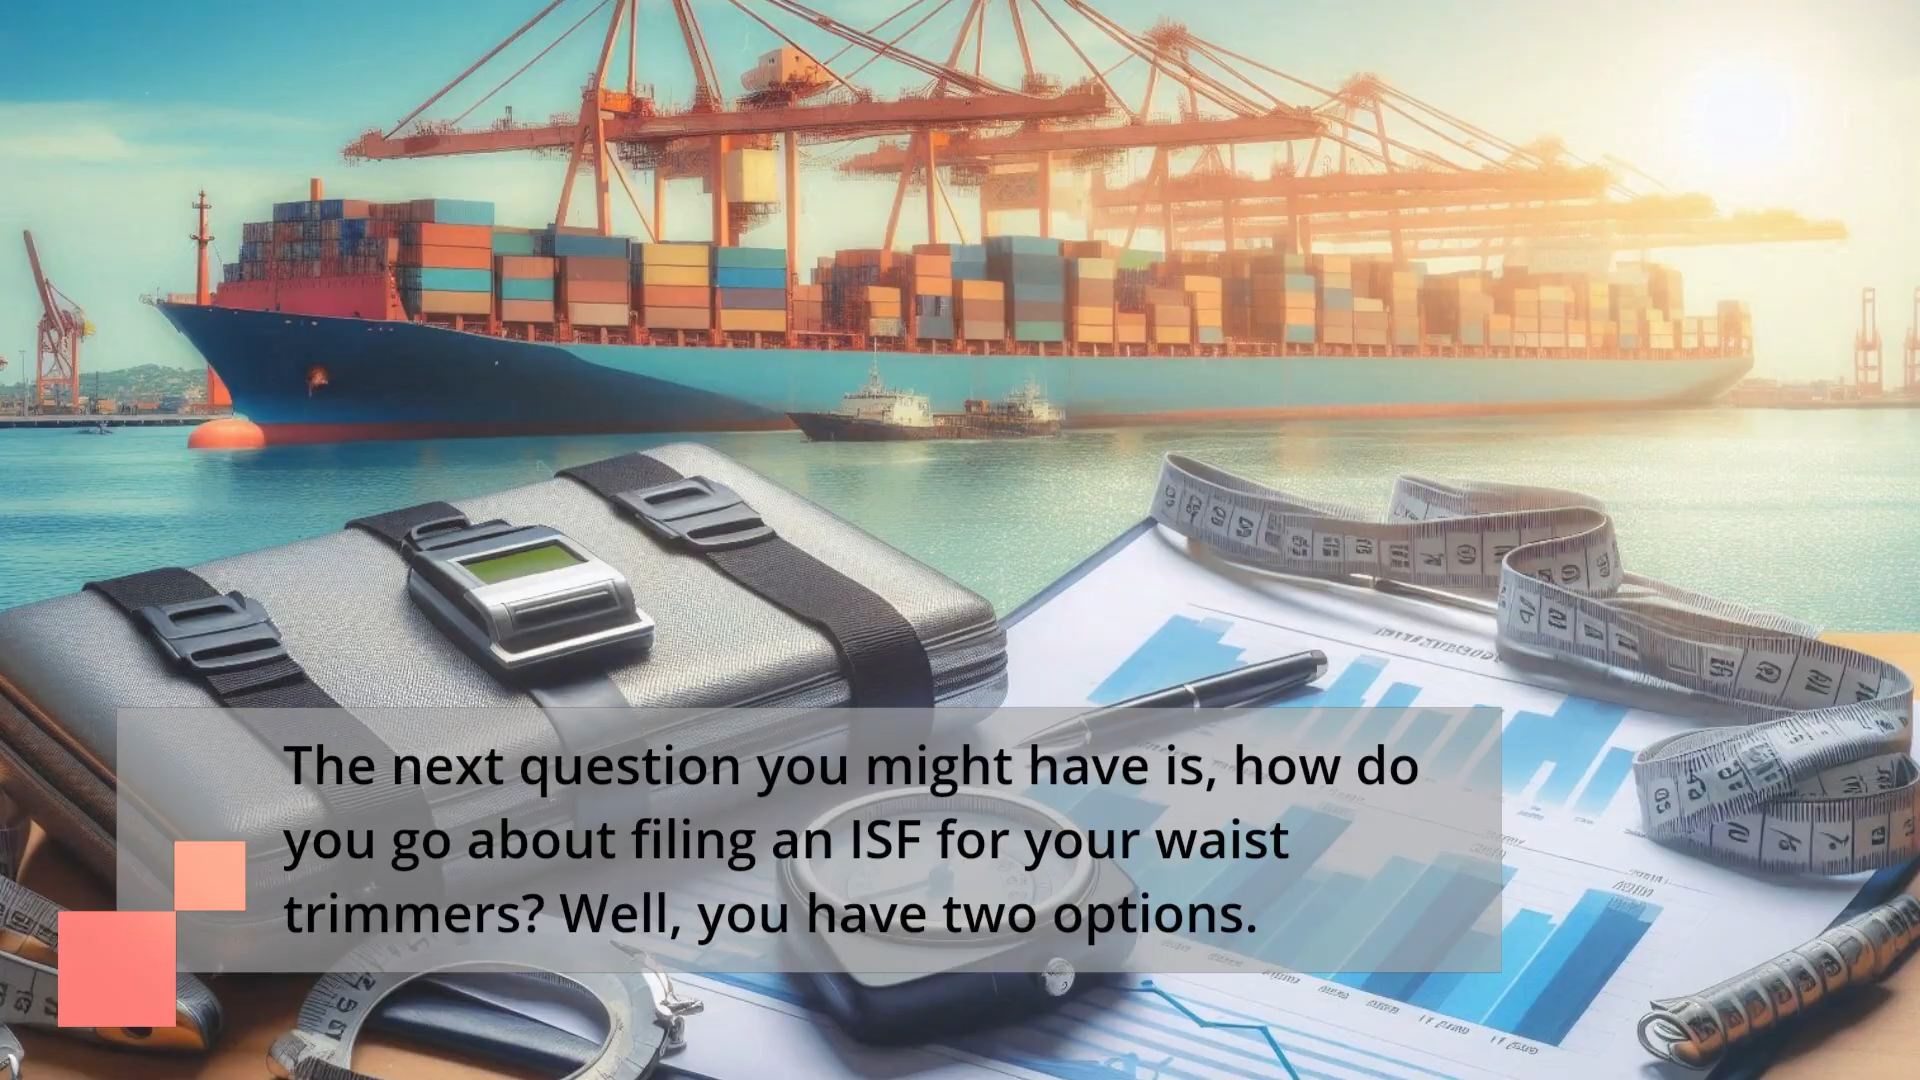 The next question you might have is, how do
you go about filing an ISF for your waist
trimmers? Well, you have two options.